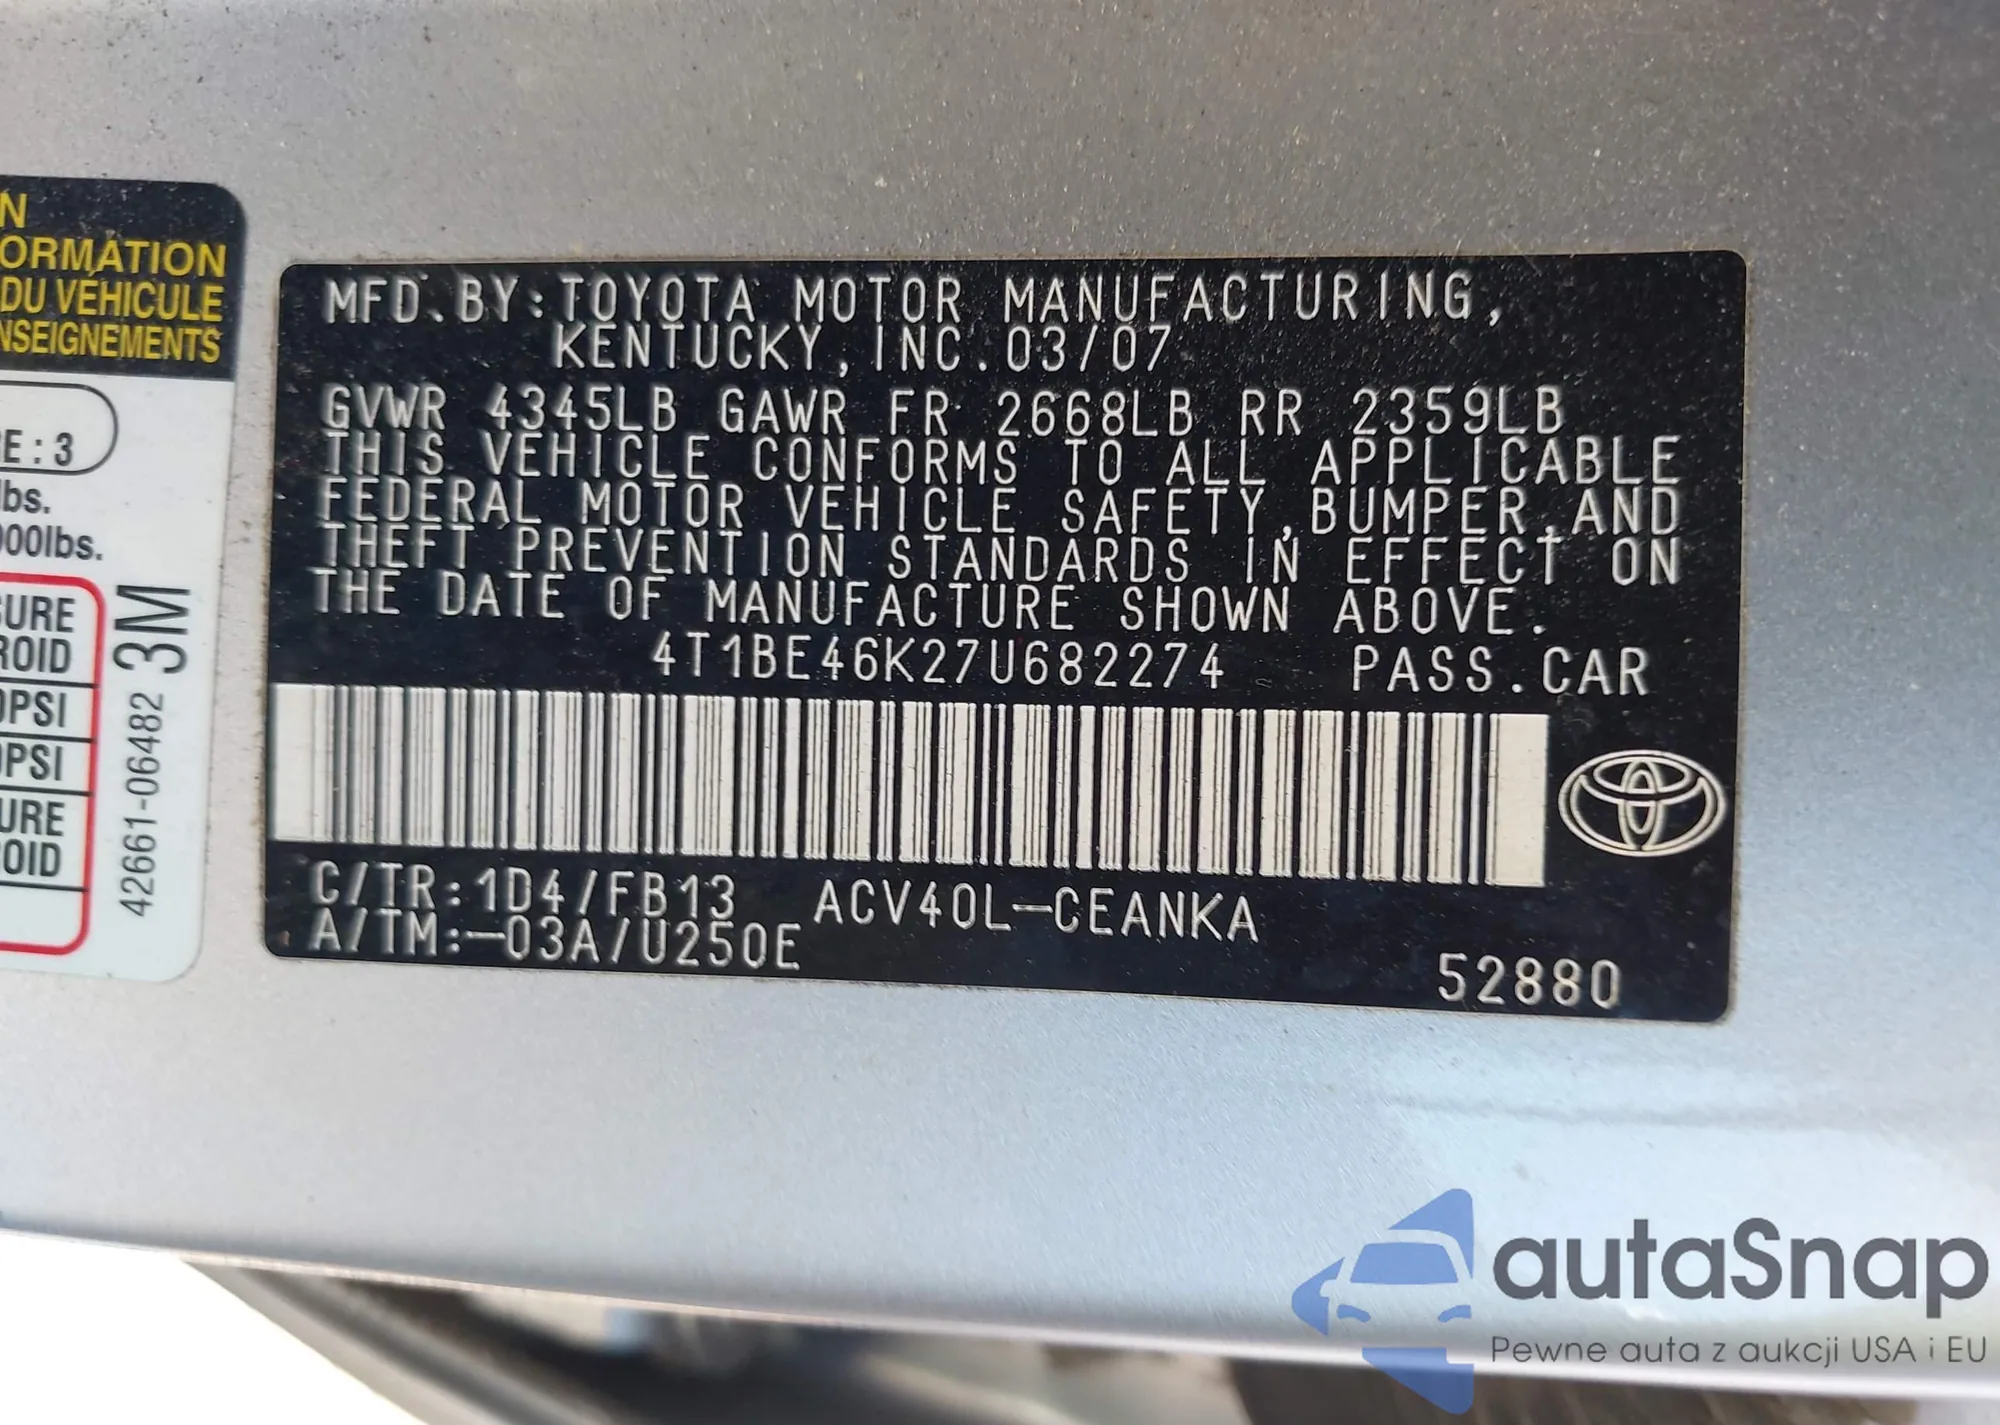 N
ORMATION
DU VÉHICULE
NSEIGNEMENTS
E : 3
lbs.
000lbs.
SURE
ROID
0PSI
0PSI
URE
OID
42661-06482 3M
MFD.BY:TOYOTA MOTOR MANUFACTURING,
KENTUCKY,INC.03/07
GVWR 4345LB GAWR FR 2668LB RR 2359LB
THIS VEHICLE CONFORMS TO ALL APPLICABLE
FEDERAL MOTOR VEHICLE SAFETY,BUMPER,AND
THEFT PREVENTION STANDARDS IN EFFECT ON
THE DATE OF MANUFACTURE SHOWN ABOVE.
4T1BE46K27U682274 PASS.CAR
C/TR:1D4/FB13 ACV40L-CEANKA
A/TM:-03A/U250E
52880
autaSnap
Pewne auta z aukcji USA i EU